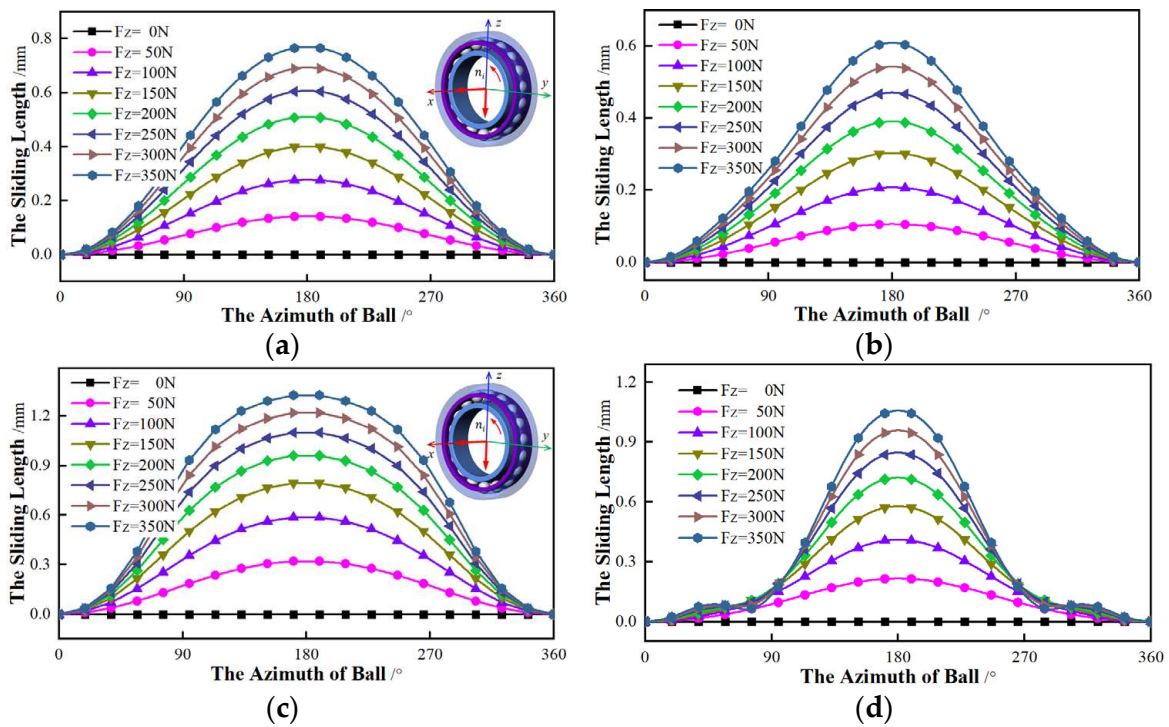 The Sliding Length /mm
0.8
0.6
0.4
0.2
0.0
Fz= 0N
Fz= 50N
Fz=100N
Fz=150N
Fz=200N
Fz=250N
Fz=300N
Fz=350N
z
n_i
x
y
0 90 180 270 360
The Azimuth of Ball /°
(a)
The Sliding Length /mm
0.6
0.4
0.2
0.0
Fz= 0N
Fz= 50N
Fz=100N
Fz=150N
Fz=200N
Fz=250N
Fz=300N
Fz=350N
0 90 180 270 360
The Azimuth of Ball /°
(b)
The Sliding Length /mm
1.2
0.9
0.6
0.3
0.0
Fz= 0N
Fz= 50N
Fz=100N
Fz=150N
Fz=200N
Fz=250N
Fz=300N
Fz=350N
z
n_i
x
y
0 90 180 270 360
The Azimuth of Ball /°
(c)
The Sliding Length /mm
1.2
0.9
0.6
0.3
0.0
Fz= 0N
Fz= 50N
Fz=100N
Fz=150N
Fz=200N
Fz=250N
Fz=300N
Fz=350N
0 90 180 270 360
The Azimuth of Ball /°
(d)